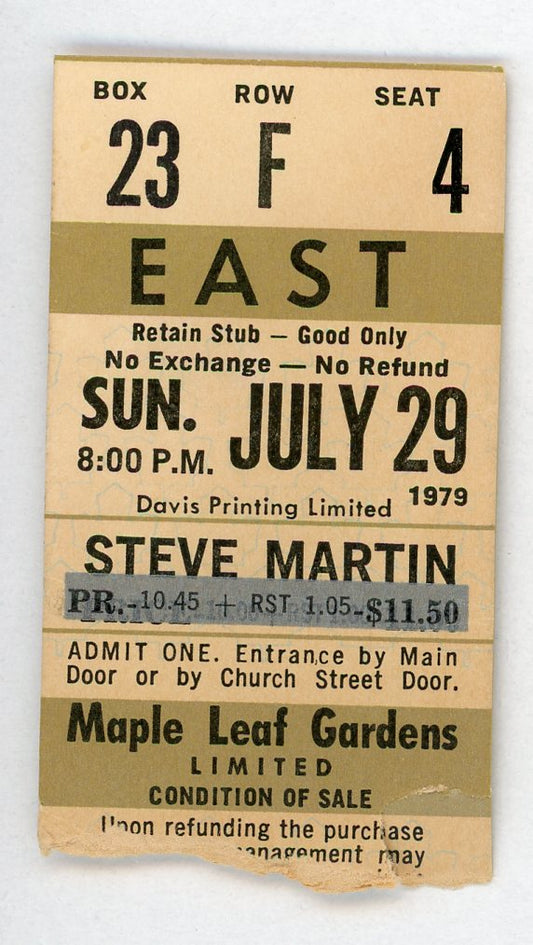 BOX ROW SEAT
23 F 4
EAST
Retain Stub — Good Only
No Exchange — No Refund
SUN. JULY 29
8:00 P.M.
Davis Printing Limited 1979
STEVE MARTIN
PR.-10.45 + RST 1.05-$11.50
ADMIT ONE. Entrance by Main
Door or by Church Street Door.
Maple Leaf Gardens
LIMITED
CONDITION OF SALE
Upon refunding the purchase
management may